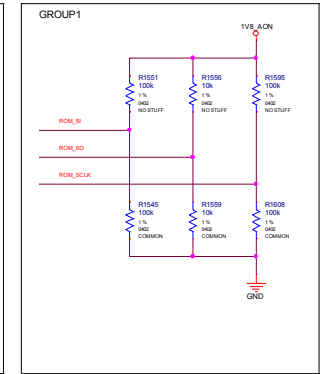 GROUP1
1V8_AON
R1551
100k
1 %
0402
NO STUFF
R1556
10k
1 %
0402
NO STUFF
R1595
100k
1 %
0402
NO STUFF
ROM_SI
ROM_SO
ROM_SCLK
R1545
100k
1 %
0402
COMMON
R1559
10k
1 %
0402
COMMON
R1608
100k
1 %
0402
COMMON
GND